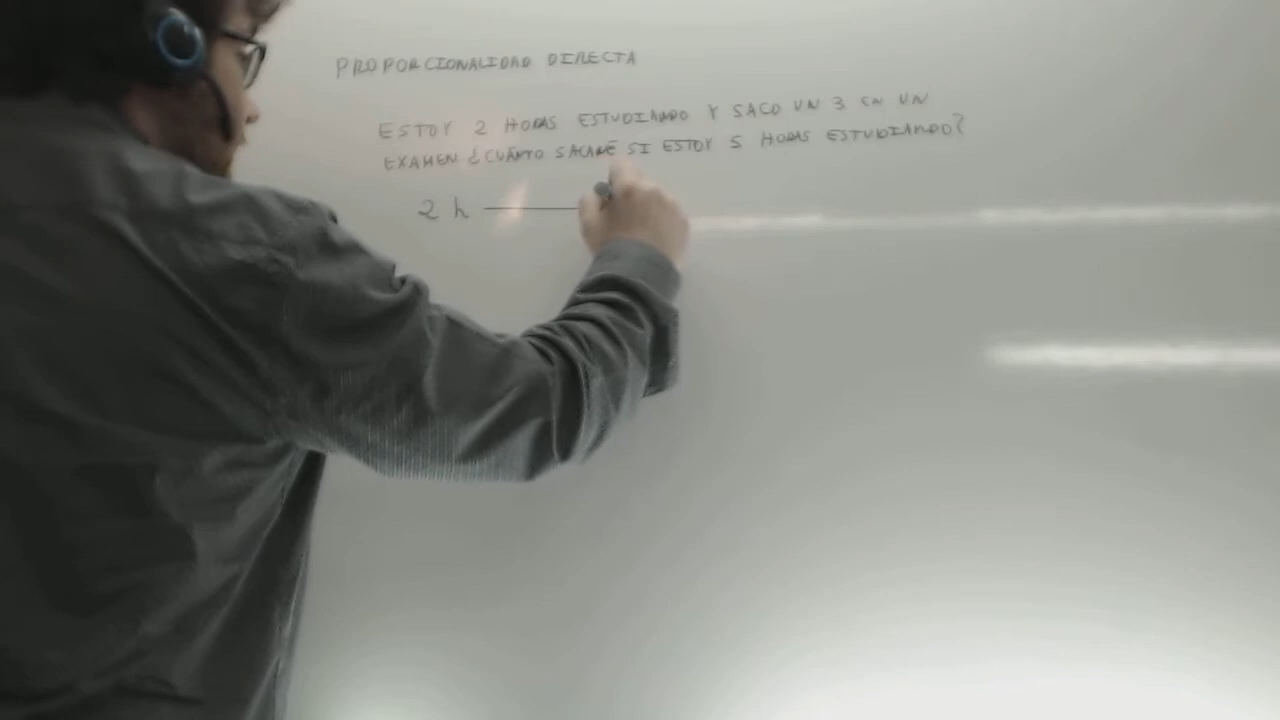 PROPORCIONALIDAD DIRECTA
ESTOY 2 HORAS ESTUDIANDO Y SACO UN 3 EN UN
EXAMEN ¿CUÁNTO SACARÉ SI ESTOY 5 HORAS ESTUDIANDO?
2 h